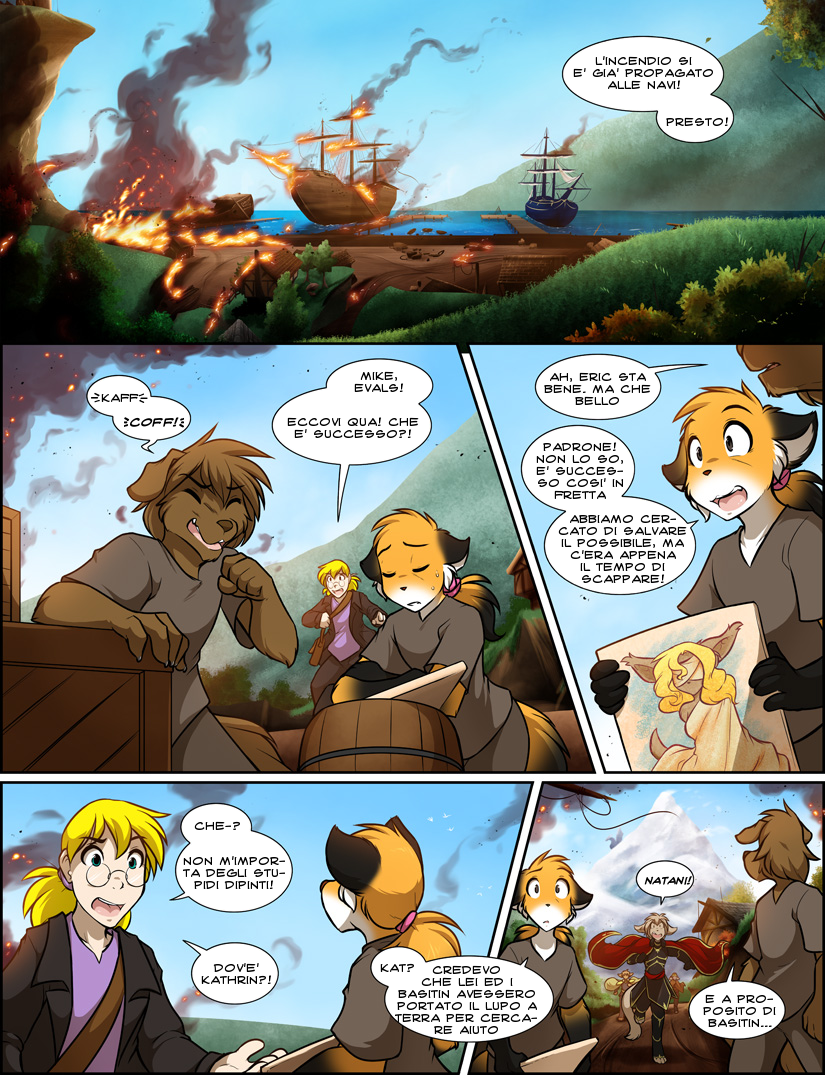 L'INCENDIO SI
E' GIA' PROPAGATO
ALLE NAVI!
PRESTO!
KAFF
COFF!
MIKE,
EVALS!
ECCOVI QUA! CHE
E' SUCCESSO?!
AH, ERIC STA
BENE. MA CHE
BELLO
PADRONE!
NON LO SO,
E' SUCCES-
SO COSI' IN
FRETTA
ABBIAMO CER-
CATO DI SALVARE
IL POSSIBILE, MA
C'ERA APPENA
IL TEMPO DI
SCAPPARE!
CHE-?
NON M'IMPOR-
TA DEGLI STU-
PIDI DIPINTI!
DOV'E'
KATHRIN?!
KAT?
CREDEVO
CHE LEI ED I
BASITIN AVESSERO
PORTATO IL LUPO A
TERRA PER CERCA-
RE AIUTO
NATANI!
E A PRO-
POSITO DI
BASITIN...